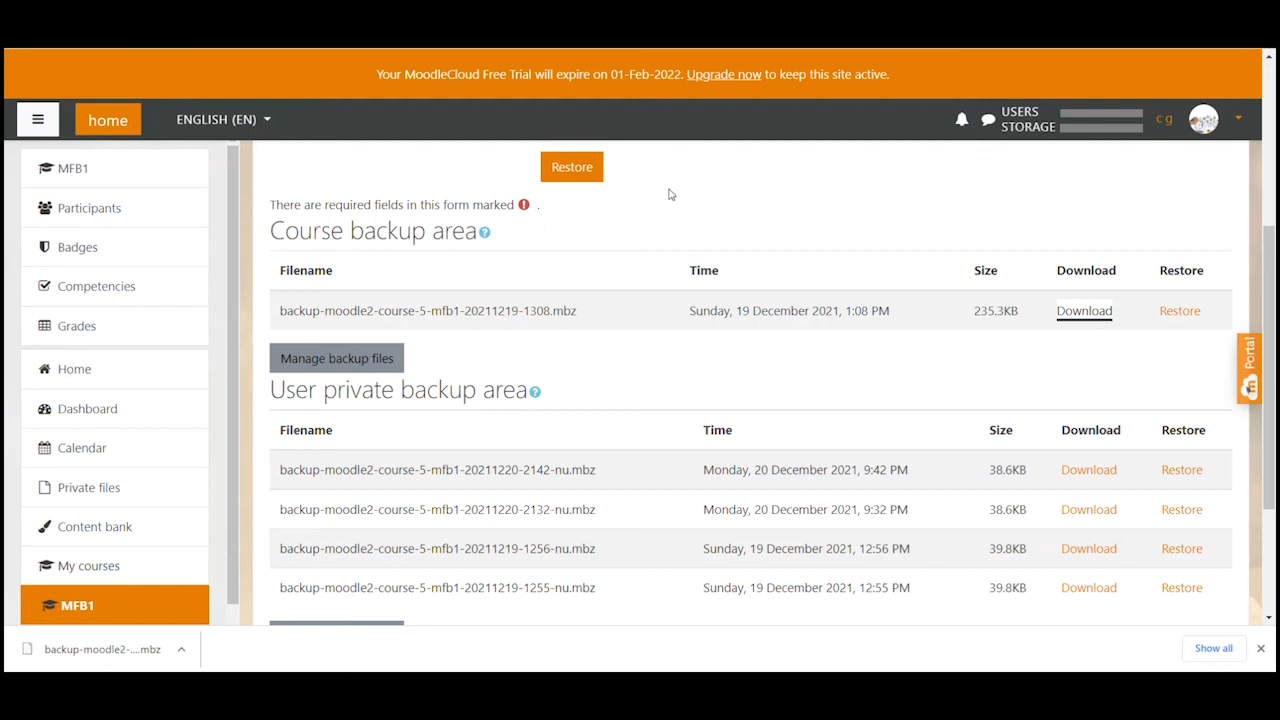 Your MoodleCloud Free Trial will expire on 01-Feb-2022. Upgrade now to keep this site active.
home
ENGLISH (EN)
USERS
STORAGE
c g
MFB1
Participants
Badges
Competencies
Grades
Home
Dashboard
Calendar
Private files
Content bank
My courses
MFB1
Restore
There are required fields in this form marked .
Course backup area
Filename Time Size Download Restore
backup-moodle2-course-5-mfb1-20211219-1308.mbz Sunday, 19 December 2021, 1:08 PM 235.3KB Download Restore
Manage backup files
User private backup area
Filename Time Size Download Restore
backup-moodle2-course-5-mfb1-20211220-2142-nu.mbz Monday, 20 December 2021, 9:42 PM 38.6KB Download Restore
backup-moodle2-course-5-mfb1-20211220-2132-nu.mbz Monday, 20 December 2021, 9:32 PM 38.6KB Download Restore
backup-moodle2-course-5-mfb1-20211219-1256-nu.mbz Sunday, 19 December 2021, 12:56 PM 39.8KB Download Restore
backup-moodle2-course-5-mfb1-20211219-1255-nu.mbz Sunday, 19 December 2021, 12:55 PM 39.8KB Download Restore
Portal
backup-moodle2-....mbz
Show all